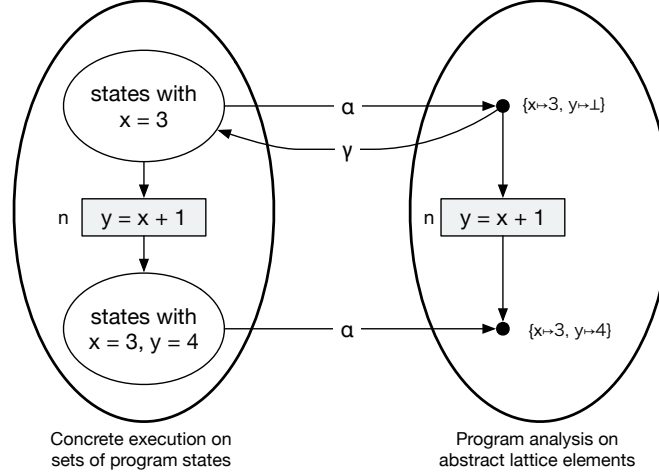 states with
x = 3
α
{x↦3, y↦⊥}
γ
n
y = x + 1
n
y = x + 1
states with
x = 3, y = 4
α
{x↦3, y↦4}
Concrete execution on
sets of program states
Program analysis on
abstract lattice elements